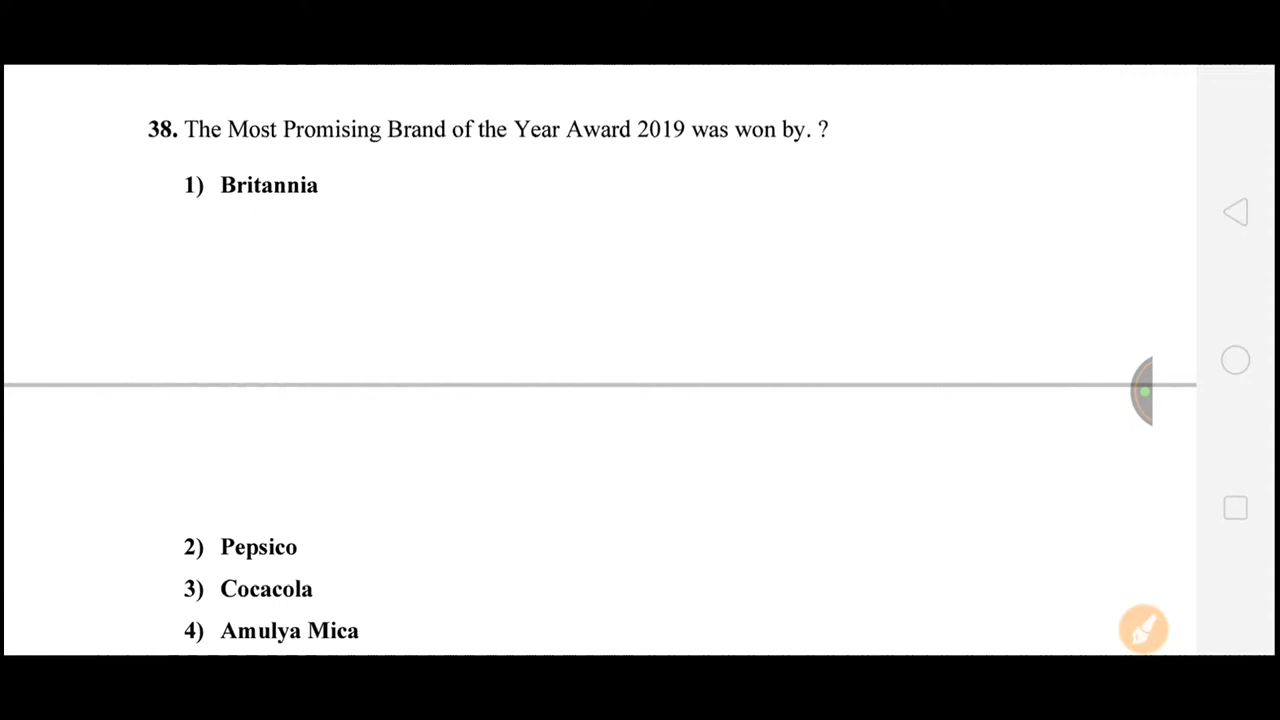 38. The Most Promising Brand of the Year Award 2019 was won by. ?
1) Britannia
2) Pepsico
3) Cocacola
4) Amulya Mica